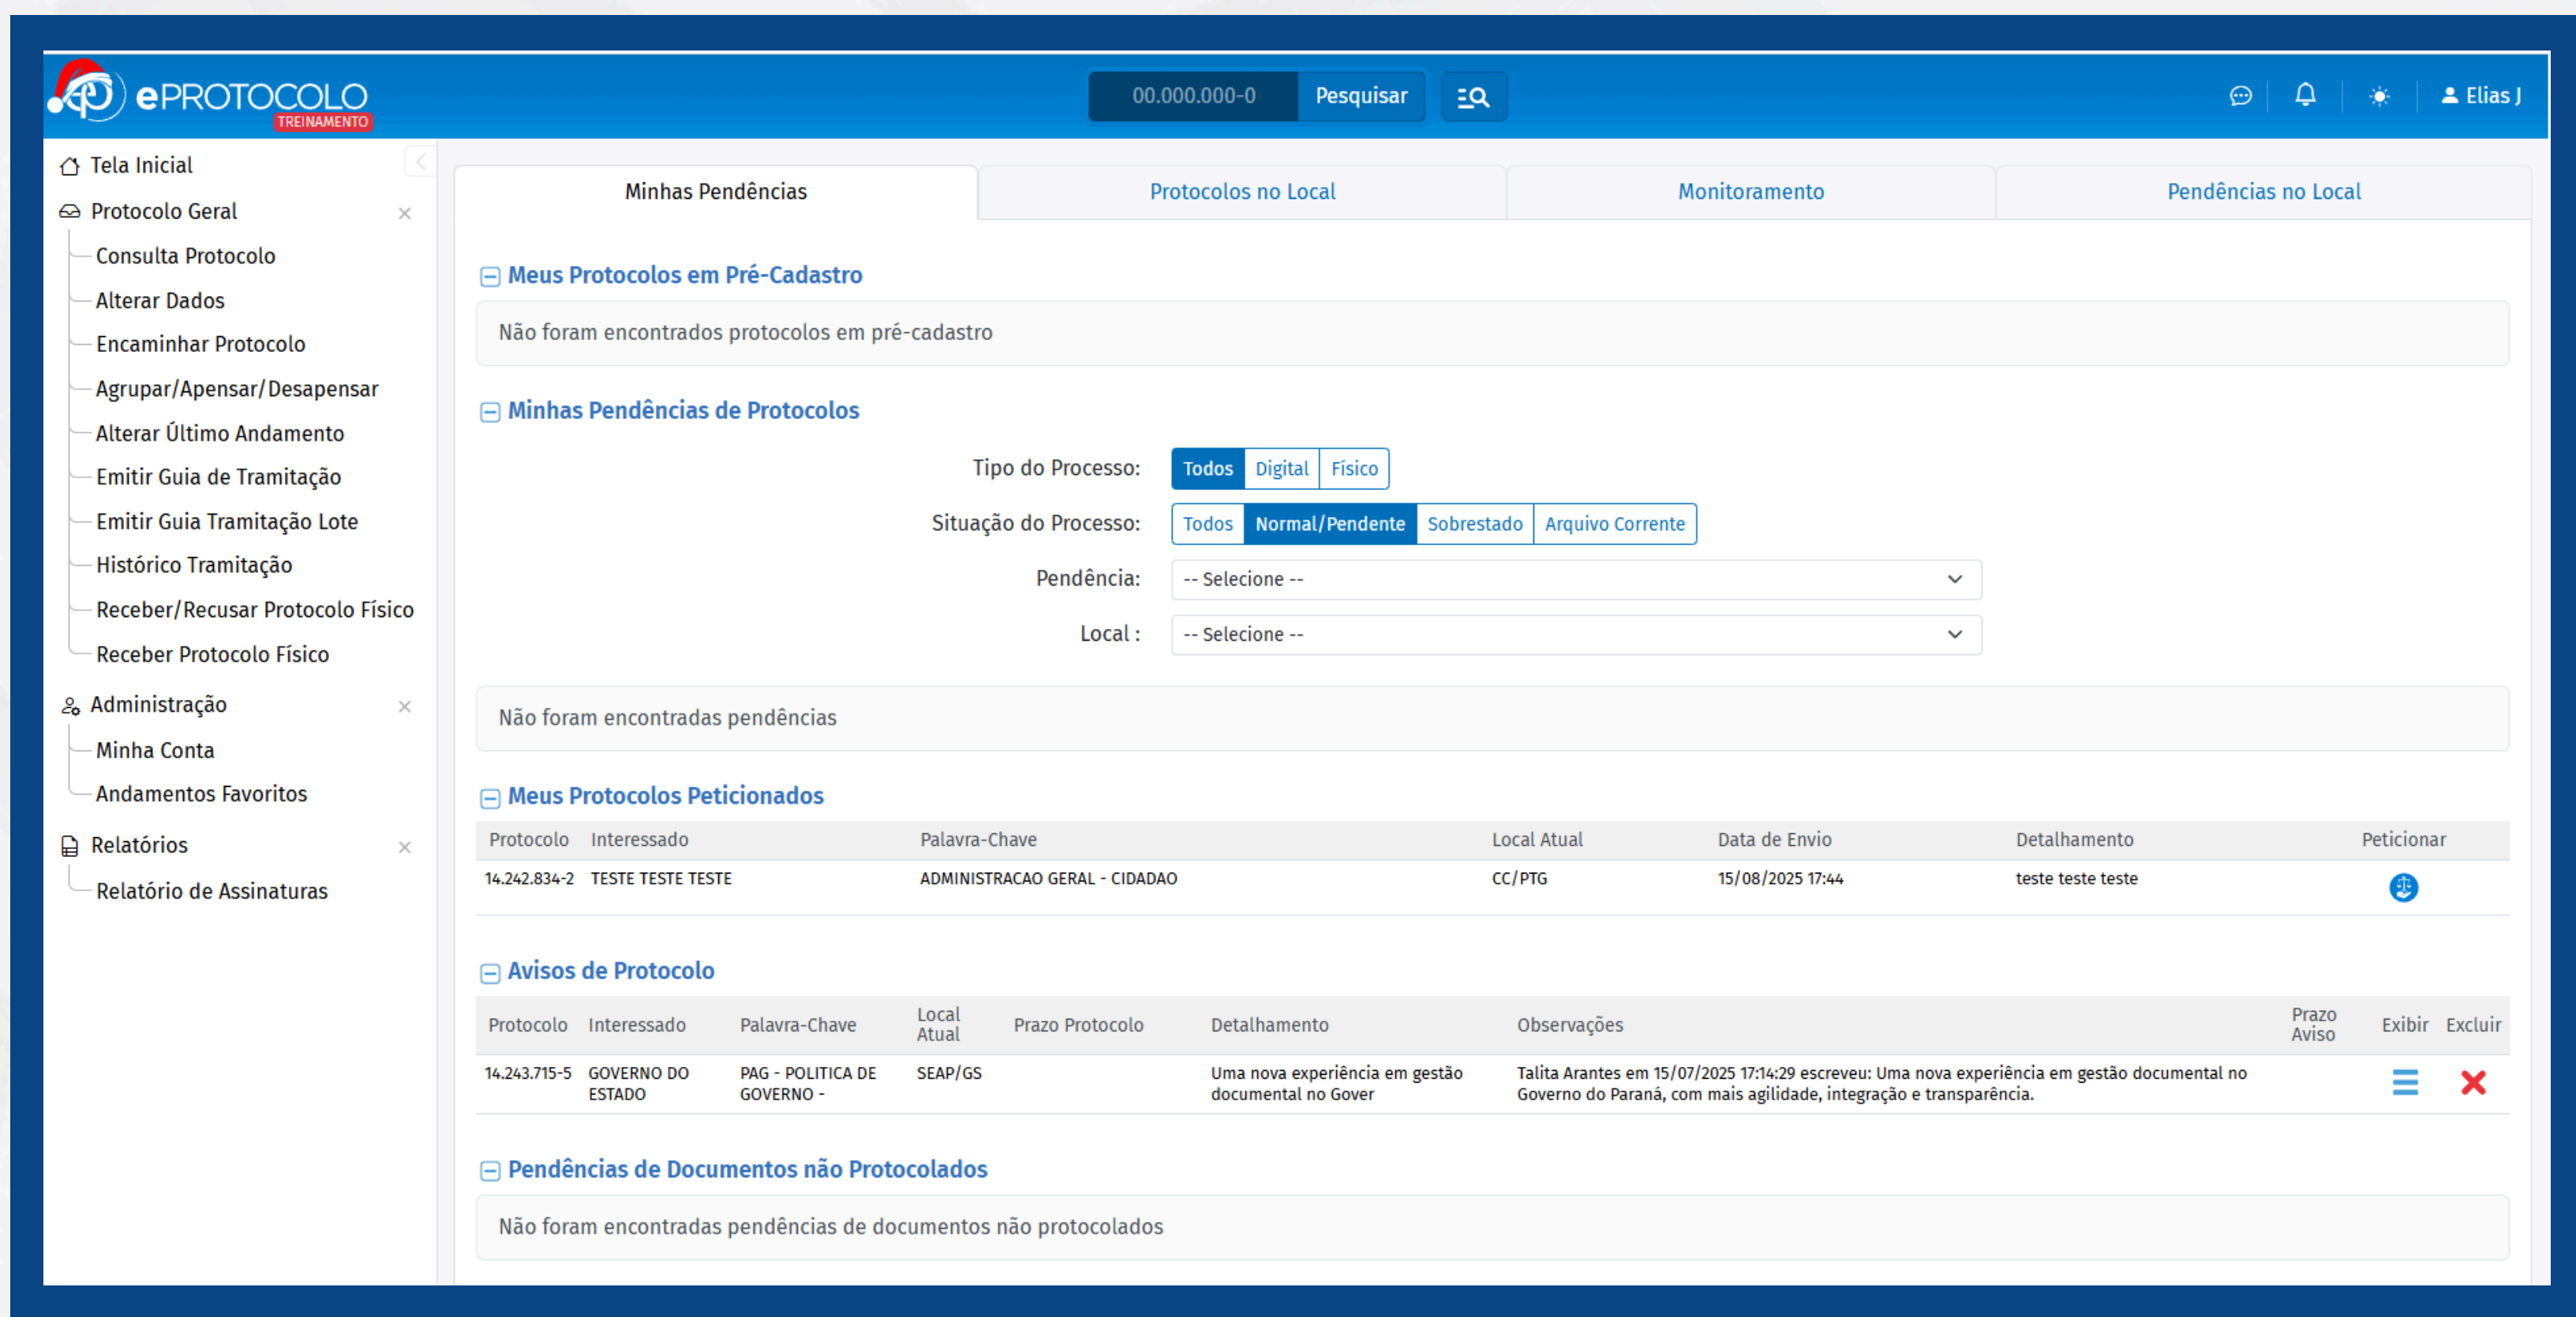 ePROTOCOLO
TREINAMENTO
00.000.000-0 Pesquisar
Elias J
Tela Inicial
Protocolo Geral
Consulta Protocolo
Alterar Dados
Encaminhar Protocolo
Agrupar/Apensar/Desapensar
Alterar Último Andamento
Emitir Guia de Tramitação
Emitir Guia Tramitação Lote
Histórico Tramitação
Receber/Recusar Protocolo Físico
Receber Protocolo Físico
Administração
Minha Conta
Andamentos Favoritos
Relatórios
Relatório de Assinaturas
Minhas Pendências Protocolos no Local Monitoramento Pendências no Local
Meus Protocolos em Pré-Cadastro
Não foram encontrados protocolos em pré-cadastro
Minhas Pendências de Protocolos
Tipo do Processo: Todos Digital Físico
Situação do Processo: Todos Normal/Pendente Sobrestado Arquivo Corrente
Pendência: -- Selecione --
Local : -- Selecione --
Não foram encontradas pendências
Meus Protocolos Peticionados
Protocolo Interessado Palavra-Chave Local Atual Data de Envio Detalhamento Peticionar
14.242.834-2 TESTE TESTE TESTE ADMINISTRACAO GERAL - CIDADAO CC/PTG 15/08/2025 17:44 teste teste teste
Avisos de Protocolo
Protocolo Interessado Palavra-Chave Local Atual Prazo Protocolo Detalhamento Observações Prazo Aviso Exibir Excluir
14.243.715-5 GOVERNO DO PAG - POLITICA DE SEAP/GS Uma nova experiência em gestão Talita Arantes em 15/07/2025 17:14:29 escreveu: Uma nova experiência em gestão documental no
ESTADO GOVERNO - documental no Gover Governo do Paraná, com mais agilidade, integração e transparência.
Pendências de Documentos não Protocolados
Não foram encontradas pendências de documentos não protocolados